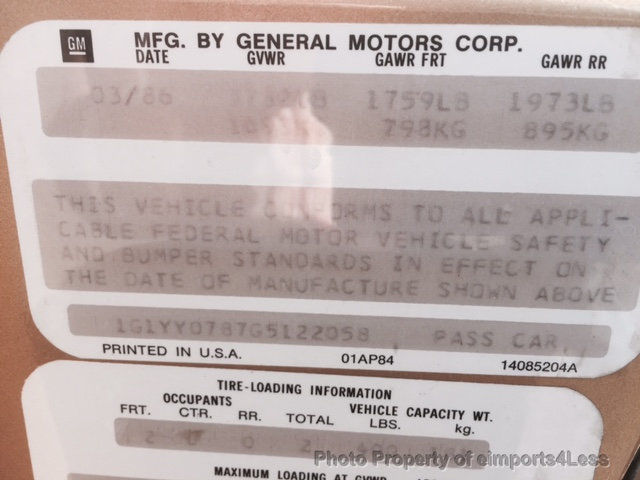 GM
MFG. BY GENERAL MOTORS CORP.
DATE GVWR GAWR FRT GAWR RR
03/86 1759LB 1973LB
798KG 895KG
THIS VEHICLE CONFORMS TO ALL APPLI-
CABLE FEDERAL MOTOR VEHICLE SAFETY
AND BUMPER STANDARDS IN EFFECT ON
THE DATE OF MANUFACTURE SHOWN ABOVE
1G1YY0787G5122058 PASS CAR
PRINTED IN U.S.A. 01AP84 14085204A
TIRE-LOADING INFORMATION
OCCUPANTS VEHICLE CAPACITY WT.
FRT. CTR. RR. TOTAL LBS. kg.
2 0 0 2
MAXIMUM LOADING AT GVWR
Photo Property of eimports4Less